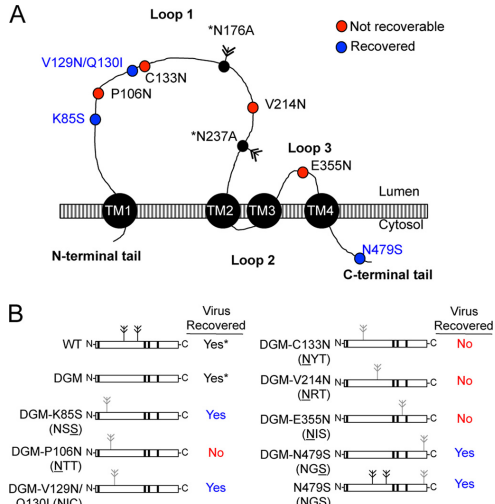 A
Loop 1
*N176A
Not recoverable
Recovered
V129N/Q130I
C133N
P106N
K85S
V214N
*N237A
Loop 3
E355N
Lumen
TM1
TM2
TM3
TM4
Cytosol
N479S
N-terminal tail
Loop 2
C-terminal tail
B
Virus
Recovered
WT N C Yes*
DGM N C Yes*
DGM-K85S N C Yes
(NSS)
DGM-P106N N C No
(NTT)
DGM-V129N/ N C Yes
Q130I (NIC)
Virus
Recovered
DGM-C133N N C No
(NYT)
DGM-V214N N C No
(NRT)
DGM-E355N N C No
(NIS)
DGM-N479S N C Yes
(NGS)
N479S N C Yes
(NGS)